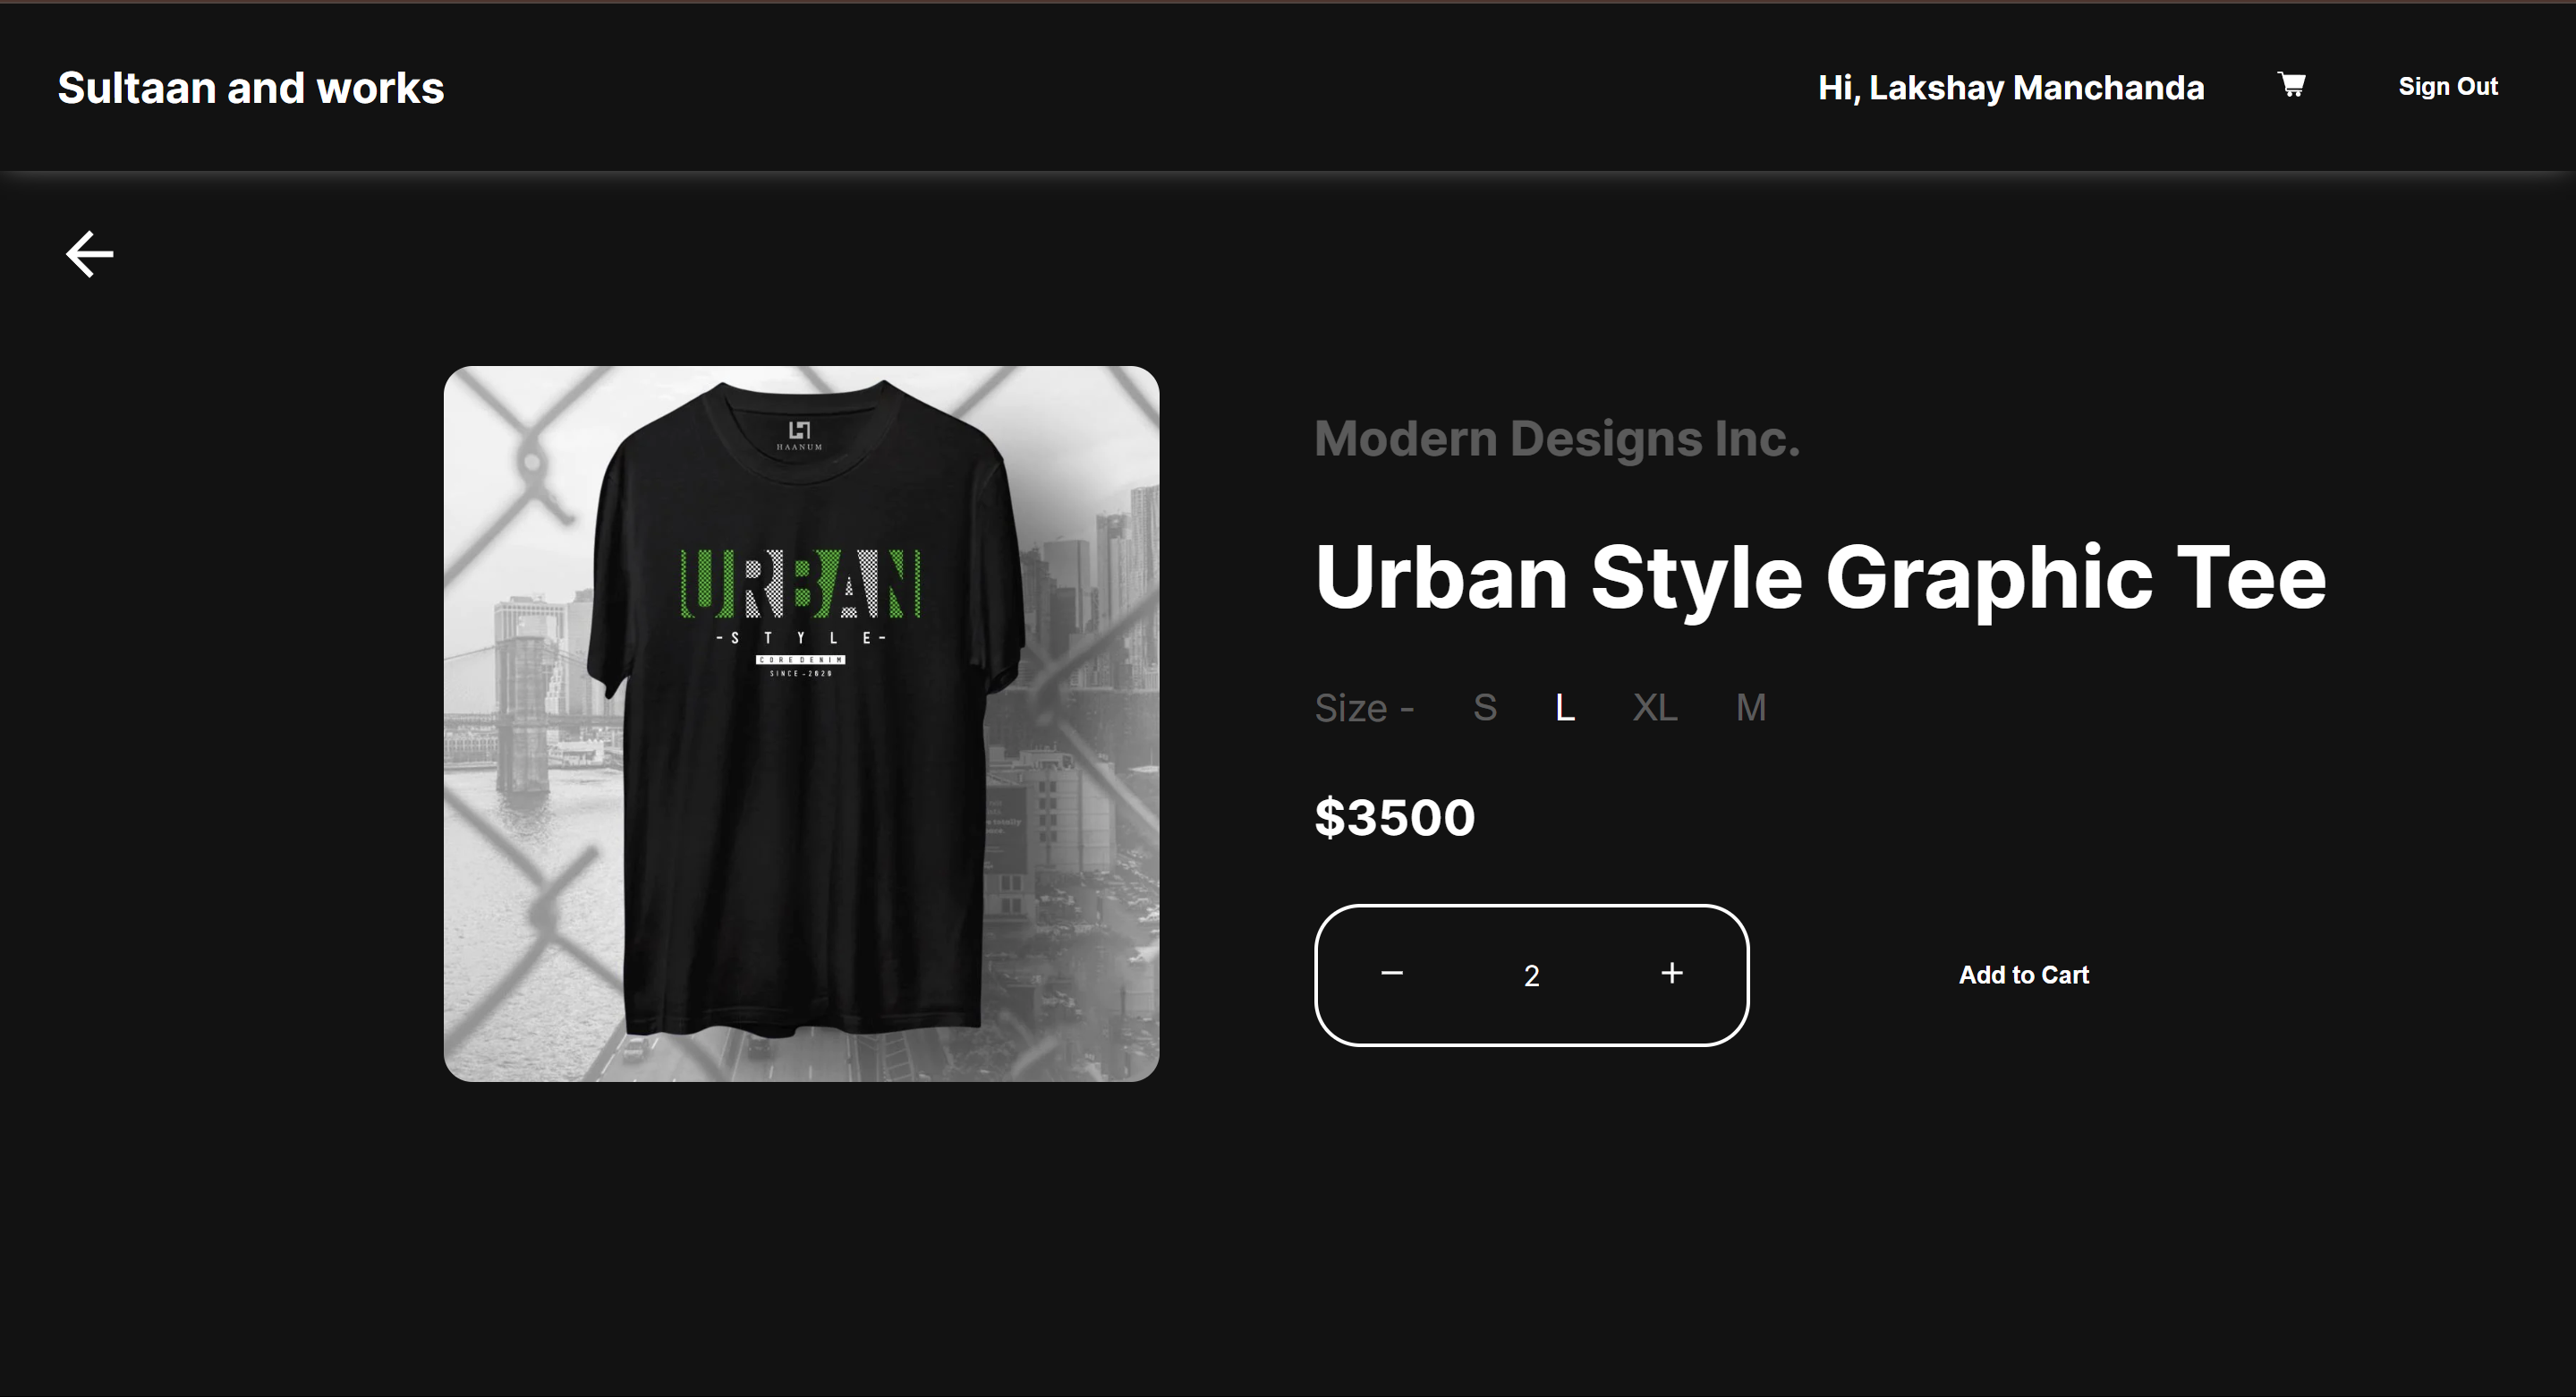 Sultaan and works
Hi, Lakshay Manchanda
Sign Out
HAANUM
URBAN
-STYLE-
CORE DENIM
SINCE-2020
Modern Designs Inc.
Urban Style Graphic Tee
Size - S L XL M
$3500
− 2 +
Add to Cart